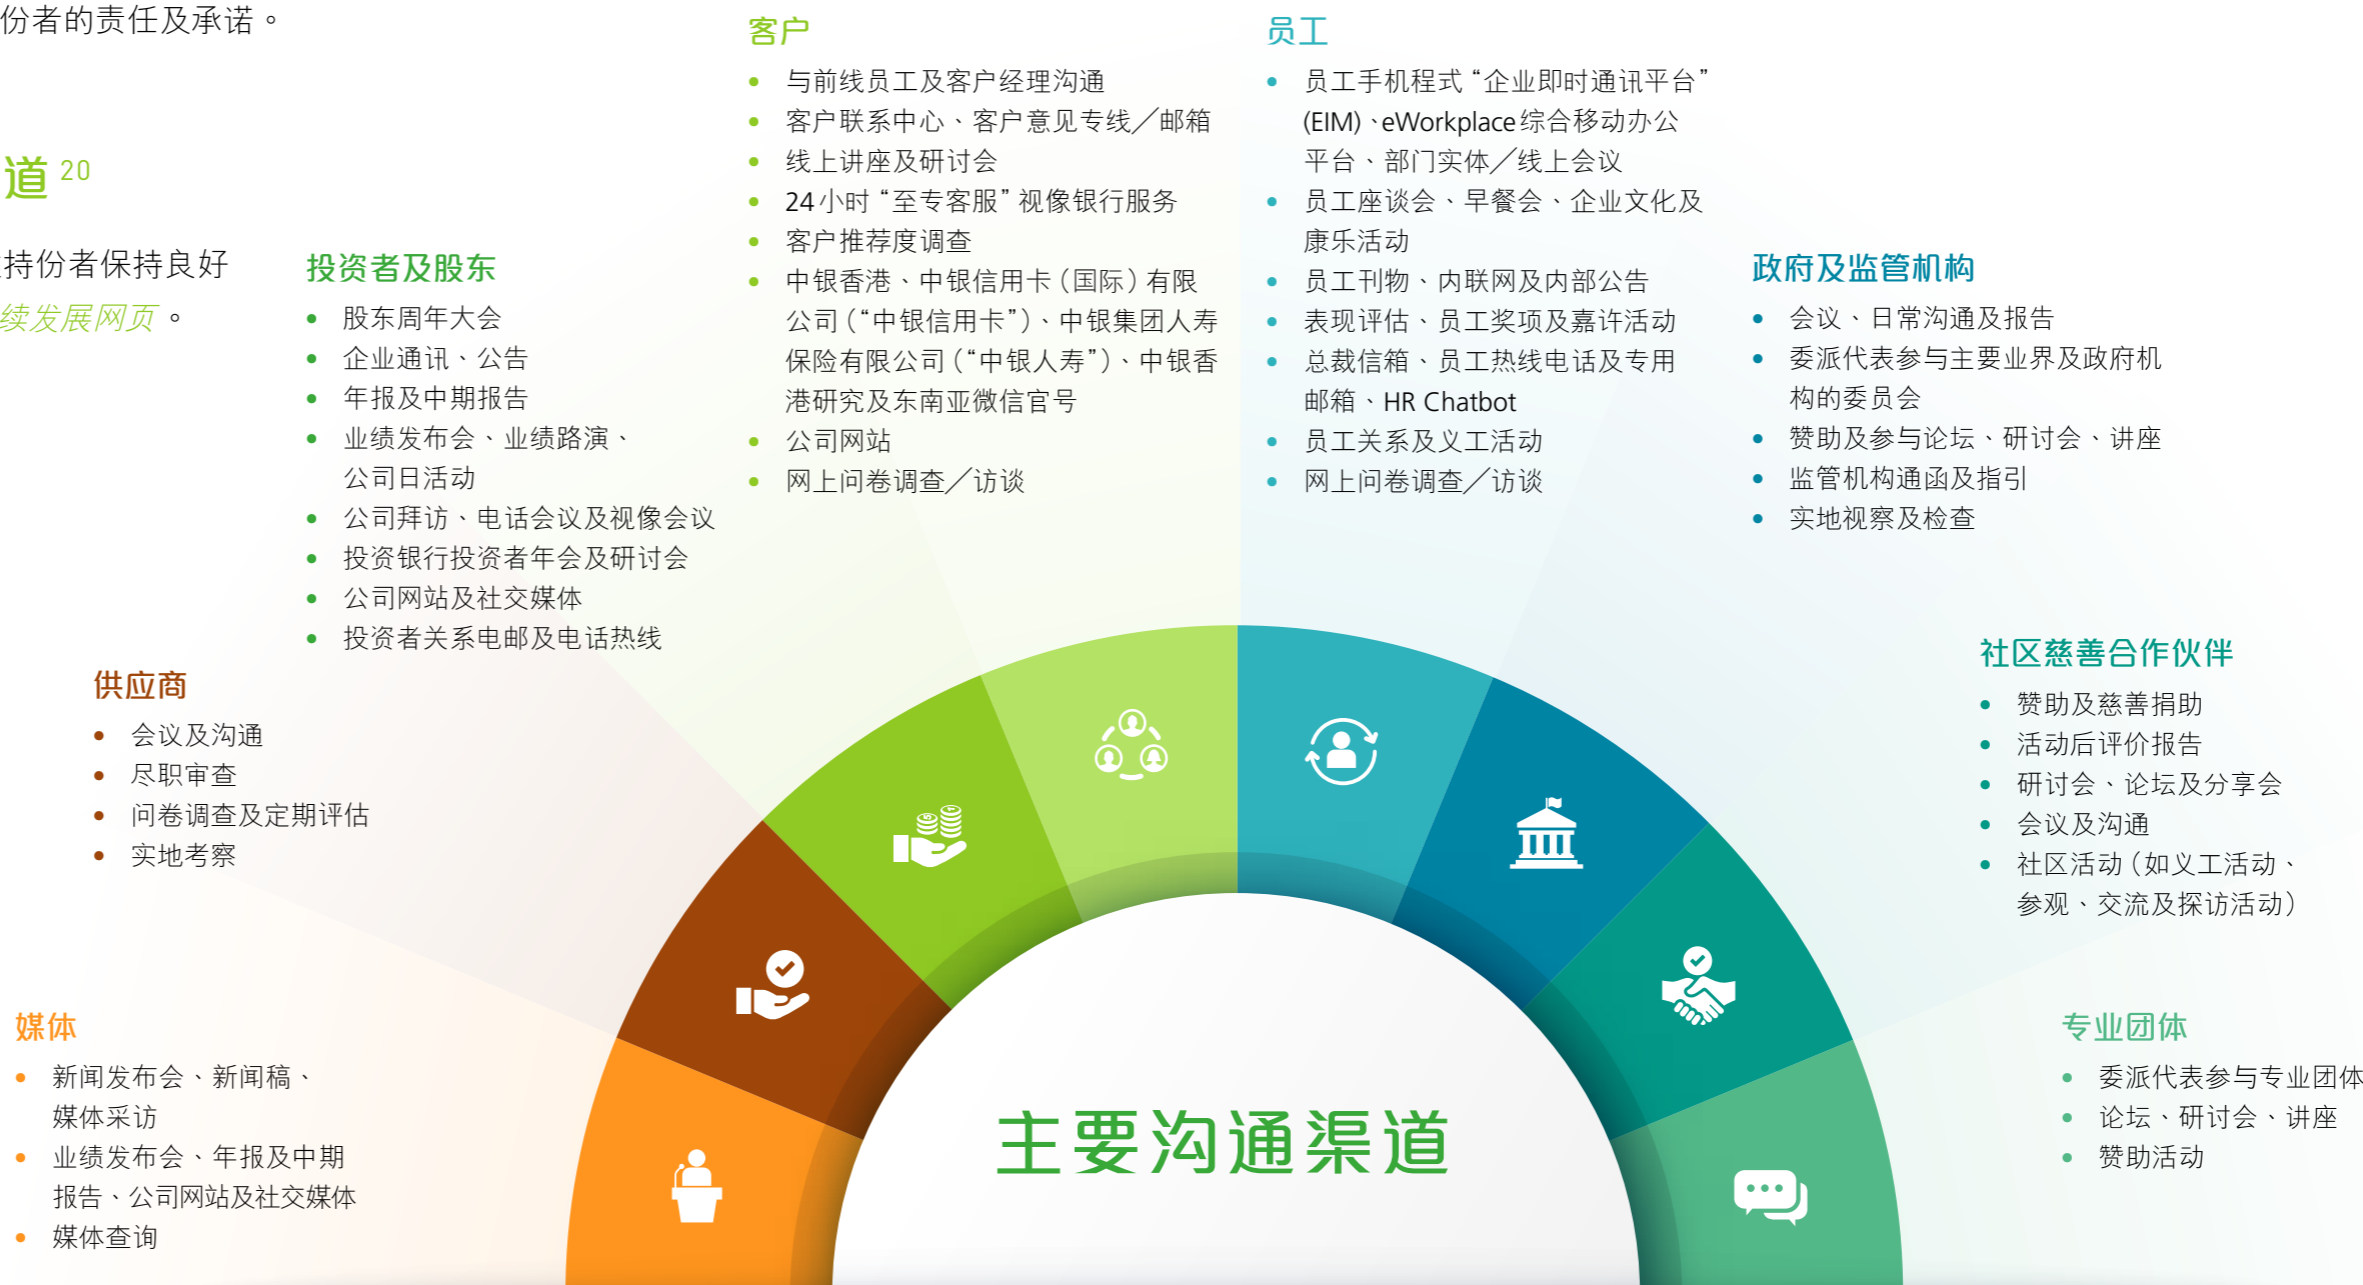 份者的责任及承诺。
道 20
持份者保持良好
续发展网页。
客户
• 与前线员工及客户经理沟通
• 客户联系中心、客户意见专线／邮箱
• 线上讲座及研讨会
• 24小时“至专客服”视像银行服务
• 客户推荐度调查
• 中银香港、中银信用卡（国际）有限
公司（“中银信用卡”）、中银集团人寿
保险有限公司（“中银人寿”）、中银香
港研究及东南亚微信官号
• 公司网站
• 网上问卷调查／访谈
员工
• 员工手机程式“企业即时通讯平台”
(EIM)、eWorkplace综合移动办公
平台、部门实体／线上会议
• 员工座谈会、早餐会、企业文化及
康乐活动
• 员工刊物、内联网及内部公告
• 表现评估、员工奖项及嘉许活动
• 总裁信箱、员工热线电话及专用
邮箱、HR Chatbot
• 员工关系及义工活动
• 网上问卷调查／访谈
投资者及股东
• 股东周年大会
• 企业通讯、公告
• 年报及中期报告
• 业绩发布会、业绩路演、
公司日活动
• 公司拜访、电话会议及视像会议
• 投资银行投资者年会及研讨会
• 公司网站及社交媒体
• 投资者关系电邮及电话热线
政府及监管机构
• 会议、日常沟通及报告
• 委派代表参与主要业界及政府机
构的委员会
• 赞助及参与论坛、研讨会、讲座
• 监管机构通函及指引
• 实地视察及检查
供应商
• 会议及沟通
• 尽职审查
• 问卷调查及定期评估
• 实地考察
社区慈善合作伙伴
• 赞助及慈善捐助
• 活动后评价报告
• 研讨会、论坛及分享会
• 会议及沟通
• 社区活动（如义工活动、
参观、交流及探访活动）
媒体
• 新闻发布会、新闻稿、
媒体采访
• 业绩发布会、年报及中期
报告、公司网站及社交媒体
• 媒体查询
专业团体
• 委派代表参与专业团体
• 论坛、研讨会、讲座
• 赞助活动
主要沟通渠道